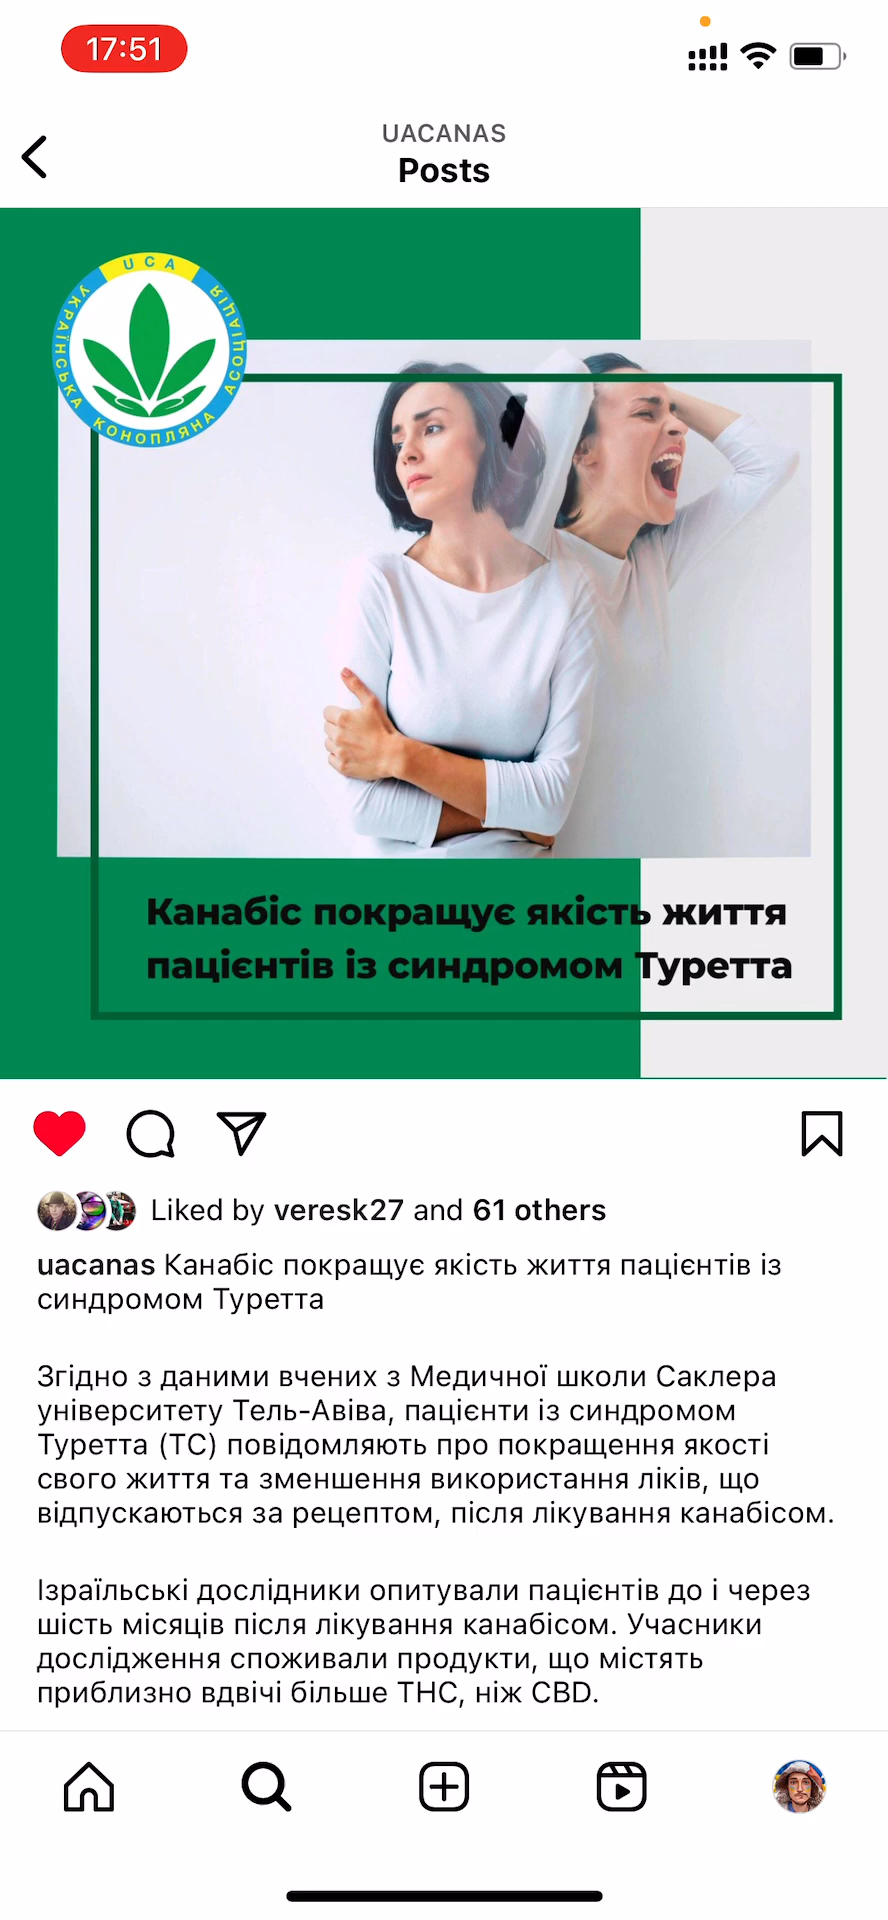 17:51
UACANAS
Posts
UCA
УКРАЇНСЬКА КОНОПЛЯНА АСОЦІАЦІЯ
Канабіс покращує якість життя
пацієнтів із синдромом Туретта
Liked by veresk27 and 61 others
uacanas Канабіс покращує якість життя пацієнтів із
синдромом Туретта
Згідно з даними вчених з Медичної школи Саклера
університету Тель-Авіва, пацієнти із синдромом
Туретта (ТС) повідомляють про покращення якості
свого життя та зменшення використання ліків, що
відпускаються за рецептом, після лікування канабісом.
Ізраїльські дослідники опитували пацієнтів до і через
шість місяців після лікування канабісом. Учасники
дослідження споживали продукти, що містять
приблизно вдвічі більше THC, ніж CBD.